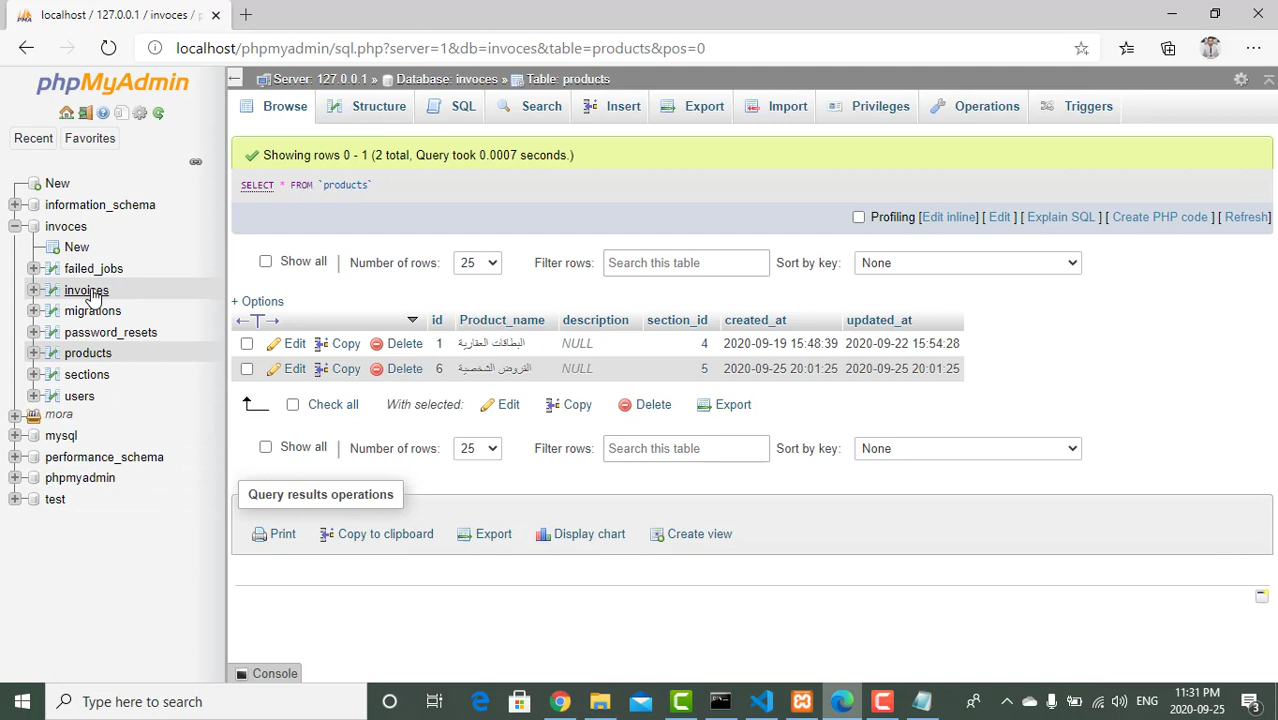 localhost / 127.0.0.1 / invoces / p
localhost/phpmyadmin/sql.php?server=1&db=invoces&table=products&pos=0
phpMyAdmin
Recent
Favorites
New
information_schema
invoces
New
failed_jobs
invoices
migrations
password_resets
products
sections
users
mora
mysql
performance_schema
phpmyadmin
test
Server: 127.0.0.1 » Database: invoces » Table: products
Browse Structure SQL Search Insert Export Import Privileges Operations Triggers
Showing rows 0 - 1 (2 total, Query took 0.0007 seconds.)
SELECT * FROM `products`
Profiling [Edit inline] [ Edit ] [ Explain SQL ] [ Create PHP code ] [ Refresh]
Show all Number of rows: 25 Filter rows: Search this table Sort by key: None
+ Options
id Product_name description section_id created_at updated_at
Edit Copy Delete 1 البطاقات العقارية NULL 4 2020-09-19 15:48:39 2020-09-22 15:54:28
Edit Copy Delete 6 القروض الشخصية NULL 5 2020-09-25 20:01:25 2020-09-25 20:01:25
Check all With selected: Edit Copy Delete Export
Show all Number of rows: 25 Filter rows: Search this table Sort by key: None
Query results operations
Print Copy to clipboard Export Display chart Create view
Console
Type here to search
ENG
11:31 PM
2020-09-25
3